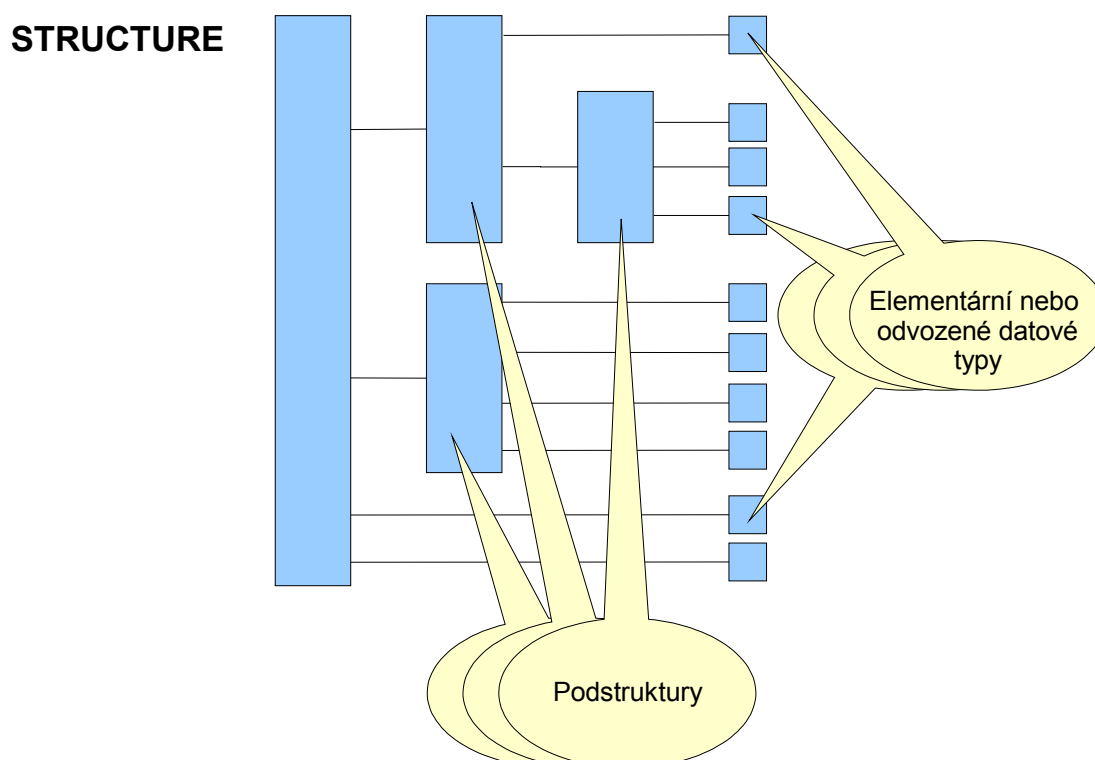 STRUCTURE
Elementární nebo
odvozené datové
typy
Podstruktury